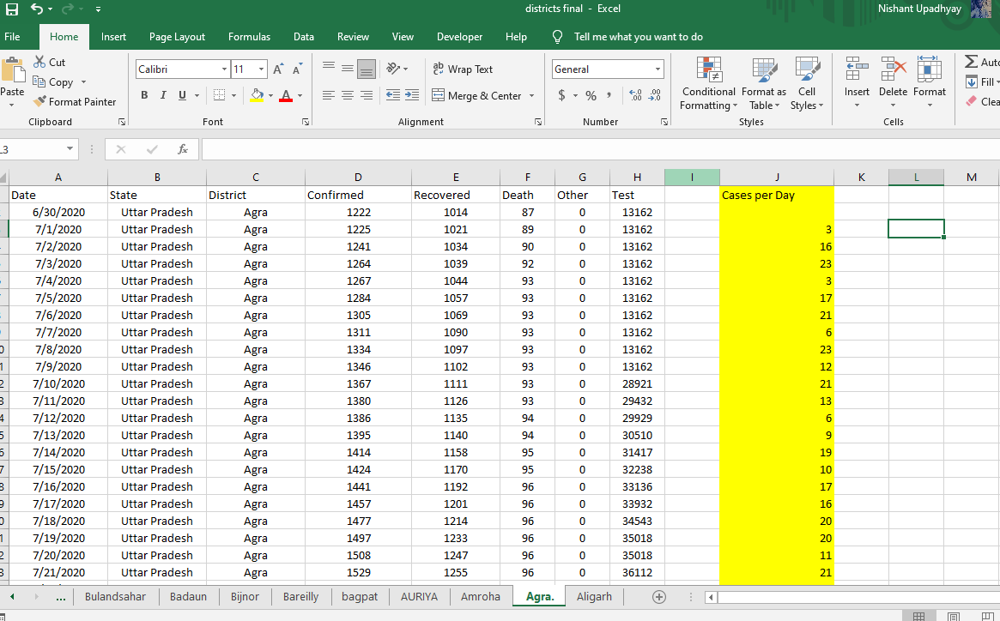 districts final - Excel Nishant Upadhyay
File Home Insert Page Layout Formulas Data Review View Developer Help Tell me what you want to do
Cut Calibri 11 A A ab Wrap Text General Auto
Copy Fill
Paste Format Painter B I U A Merge & Center $ % , .00 .0 Conditional Formatting Format as Table Cell Styles Insert Delete Format Clea
Clipboard Font Alignment Number Styles Cells
L3 fx
A B C D E F G H I J K L M
Date State District Confirmed Recovered Death Other Test Cases per Day
6/30/2020 Uttar Pradesh Agra 1222 1014 87 0 13162
7/1/2020 Uttar Pradesh Agra 1225 1021 89 0 13162 3
7/2/2020 Uttar Pradesh Agra 1241 1034 90 0 13162 16
7/3/2020 Uttar Pradesh Agra 1264 1039 92 0 13162 23
7/4/2020 Uttar Pradesh Agra 1267 1044 93 0 13162 3
7/5/2020 Uttar Pradesh Agra 1284 1057 93 0 13162 17
7/6/2020 Uttar Pradesh Agra 1305 1069 93 0 13162 21
7/7/2020 Uttar Pradesh Agra 1311 1090 93 0 13162 6
7/8/2020 Uttar Pradesh Agra 1334 1097 93 0 13162 23
7/9/2020 Uttar Pradesh Agra 1346 1102 93 0 13162 12
7/10/2020 Uttar Pradesh Agra 1367 1111 93 0 28921 21
7/11/2020 Uttar Pradesh Agra 1380 1126 93 0 29432 13
7/12/2020 Uttar Pradesh Agra 1386 1135 94 0 29929 6
7/13/2020 Uttar Pradesh Agra 1395 1140 94 0 30510 9
7/14/2020 Uttar Pradesh Agra 1414 1158 95 0 31417 19
7/15/2020 Uttar Pradesh Agra 1424 1170 95 0 32238 10
7/16/2020 Uttar Pradesh Agra 1441 1192 96 0 33136 17
7/17/2020 Uttar Pradesh Agra 1457 1201 96 0 33932 16
7/18/2020 Uttar Pradesh Agra 1477 1214 96 0 34543 20
7/19/2020 Uttar Pradesh Agra 1497 1233 96 0 35018 20
7/20/2020 Uttar Pradesh Agra 1508 1247 96 0 35018 11
7/21/2020 Uttar Pradesh Agra 1529 1255 96 0 36112 21
... Bulandsahar Badaun Bijnor Bareilly bagpat AURIYA Amroha Agra. Aligarh